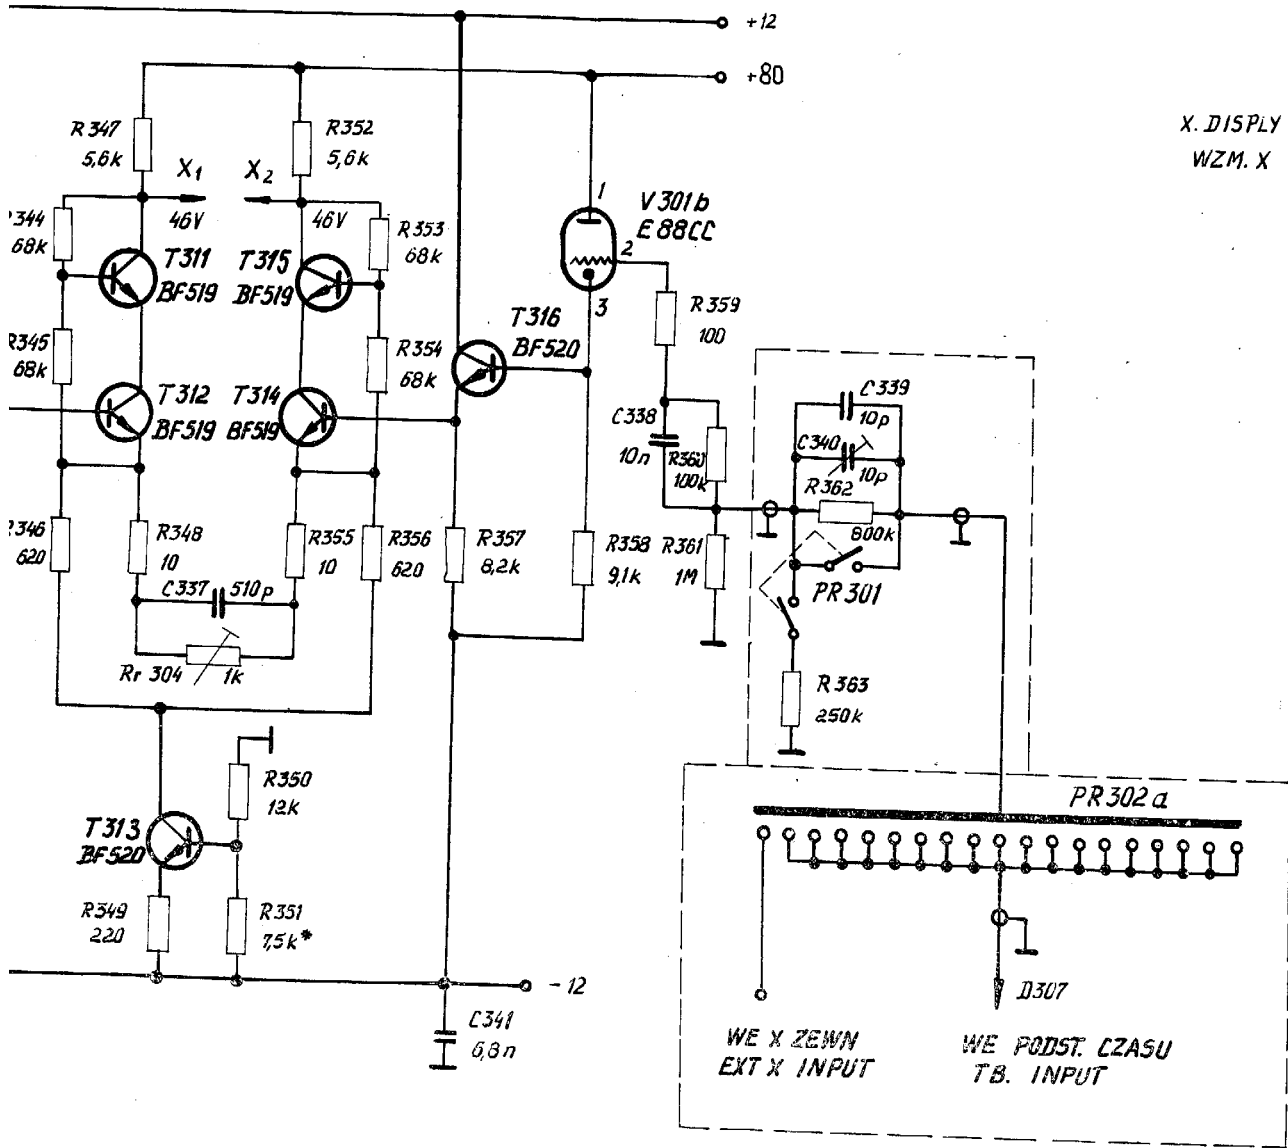 +12
+80
X. DISPLY
WZM. X
R347
5,6k
X1
46V
R352
5,6k
X2
46V
344
68k
T311
BF519
T315
BF519
R353
68k
1
V301b
E88CC
2
3
R359
100
R345
68k
T312
BF519
T314
BF519
R354
68k
T316
BF520
C338
10n
R360
100k
C339
10p
C340
10p
R362
800k
R346
620
R348
10
R355
10
R356
620
R357
8,2k
R358
9,1k
R361
1M
PR301
C337
510p
Rr 304
1k
R363
250k
R350
12k
T313
BF520
R349
220
R351
7,5k*
-12
C341
6,8n
PR302a
D307
WE X ZEWN
EXT X INPUT
WE PODST. CZASU
TB. INPUT